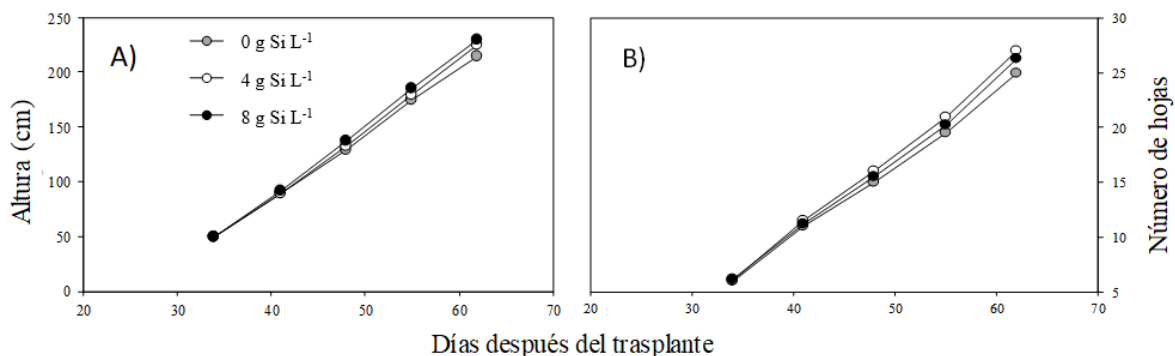 A)
0 g Si L⁻¹
4 g Si L⁻¹
8 g Si L⁻¹
Altura (cm)
250
200
150
100
50
0
20 30 40 50 60 70
B)
Número de hojas
30
25
20
15
10
5
20 30 40 50 60 70
Días después del trasplante